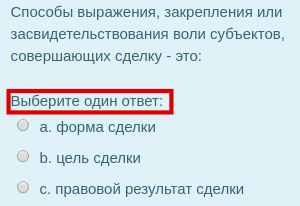 Способы выражения, закрепления или
засвидетельствования воли субъектов,
совершающих сделку - это:
Выберите один ответ:
a. форма сделки
b. цель сделки
c. правовой результат сделки